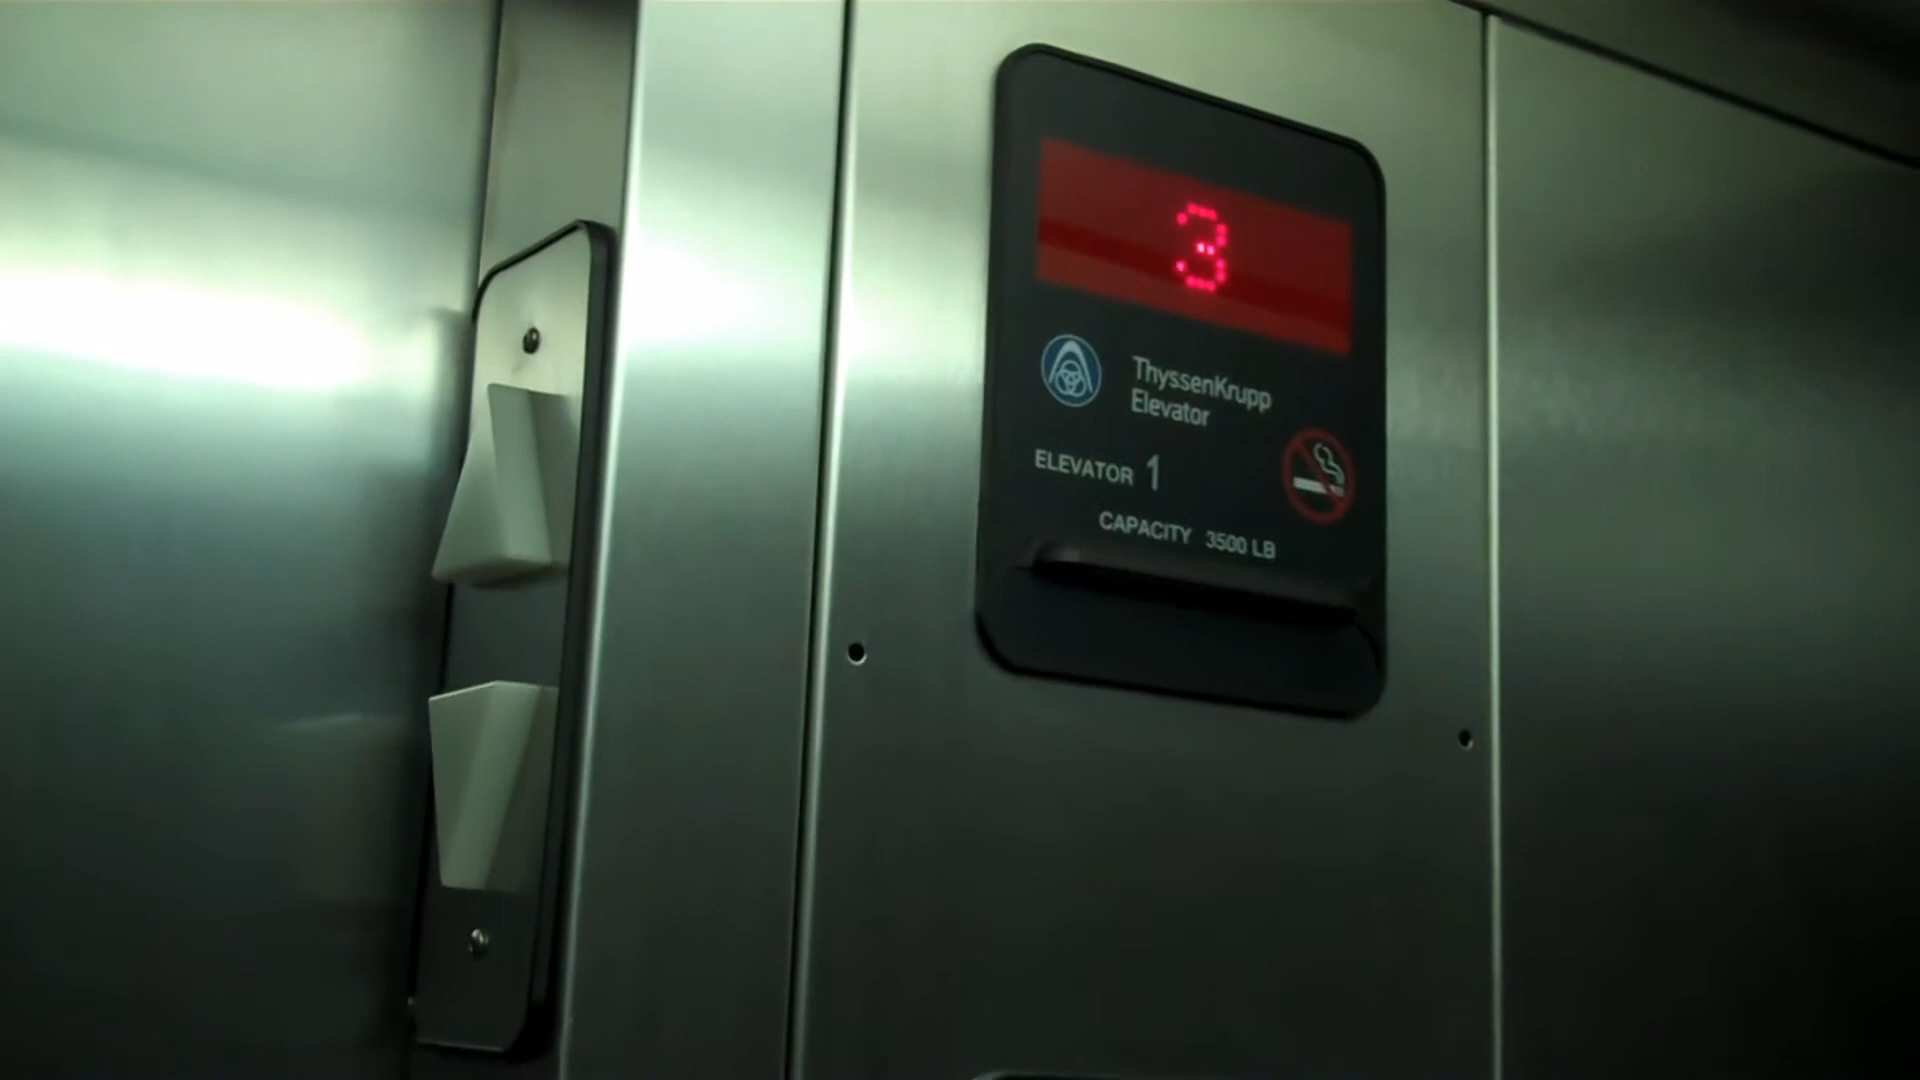 3
ThyssenKrupp
Elevator
ELEVATOR 1
CAPACITY 3500 LB